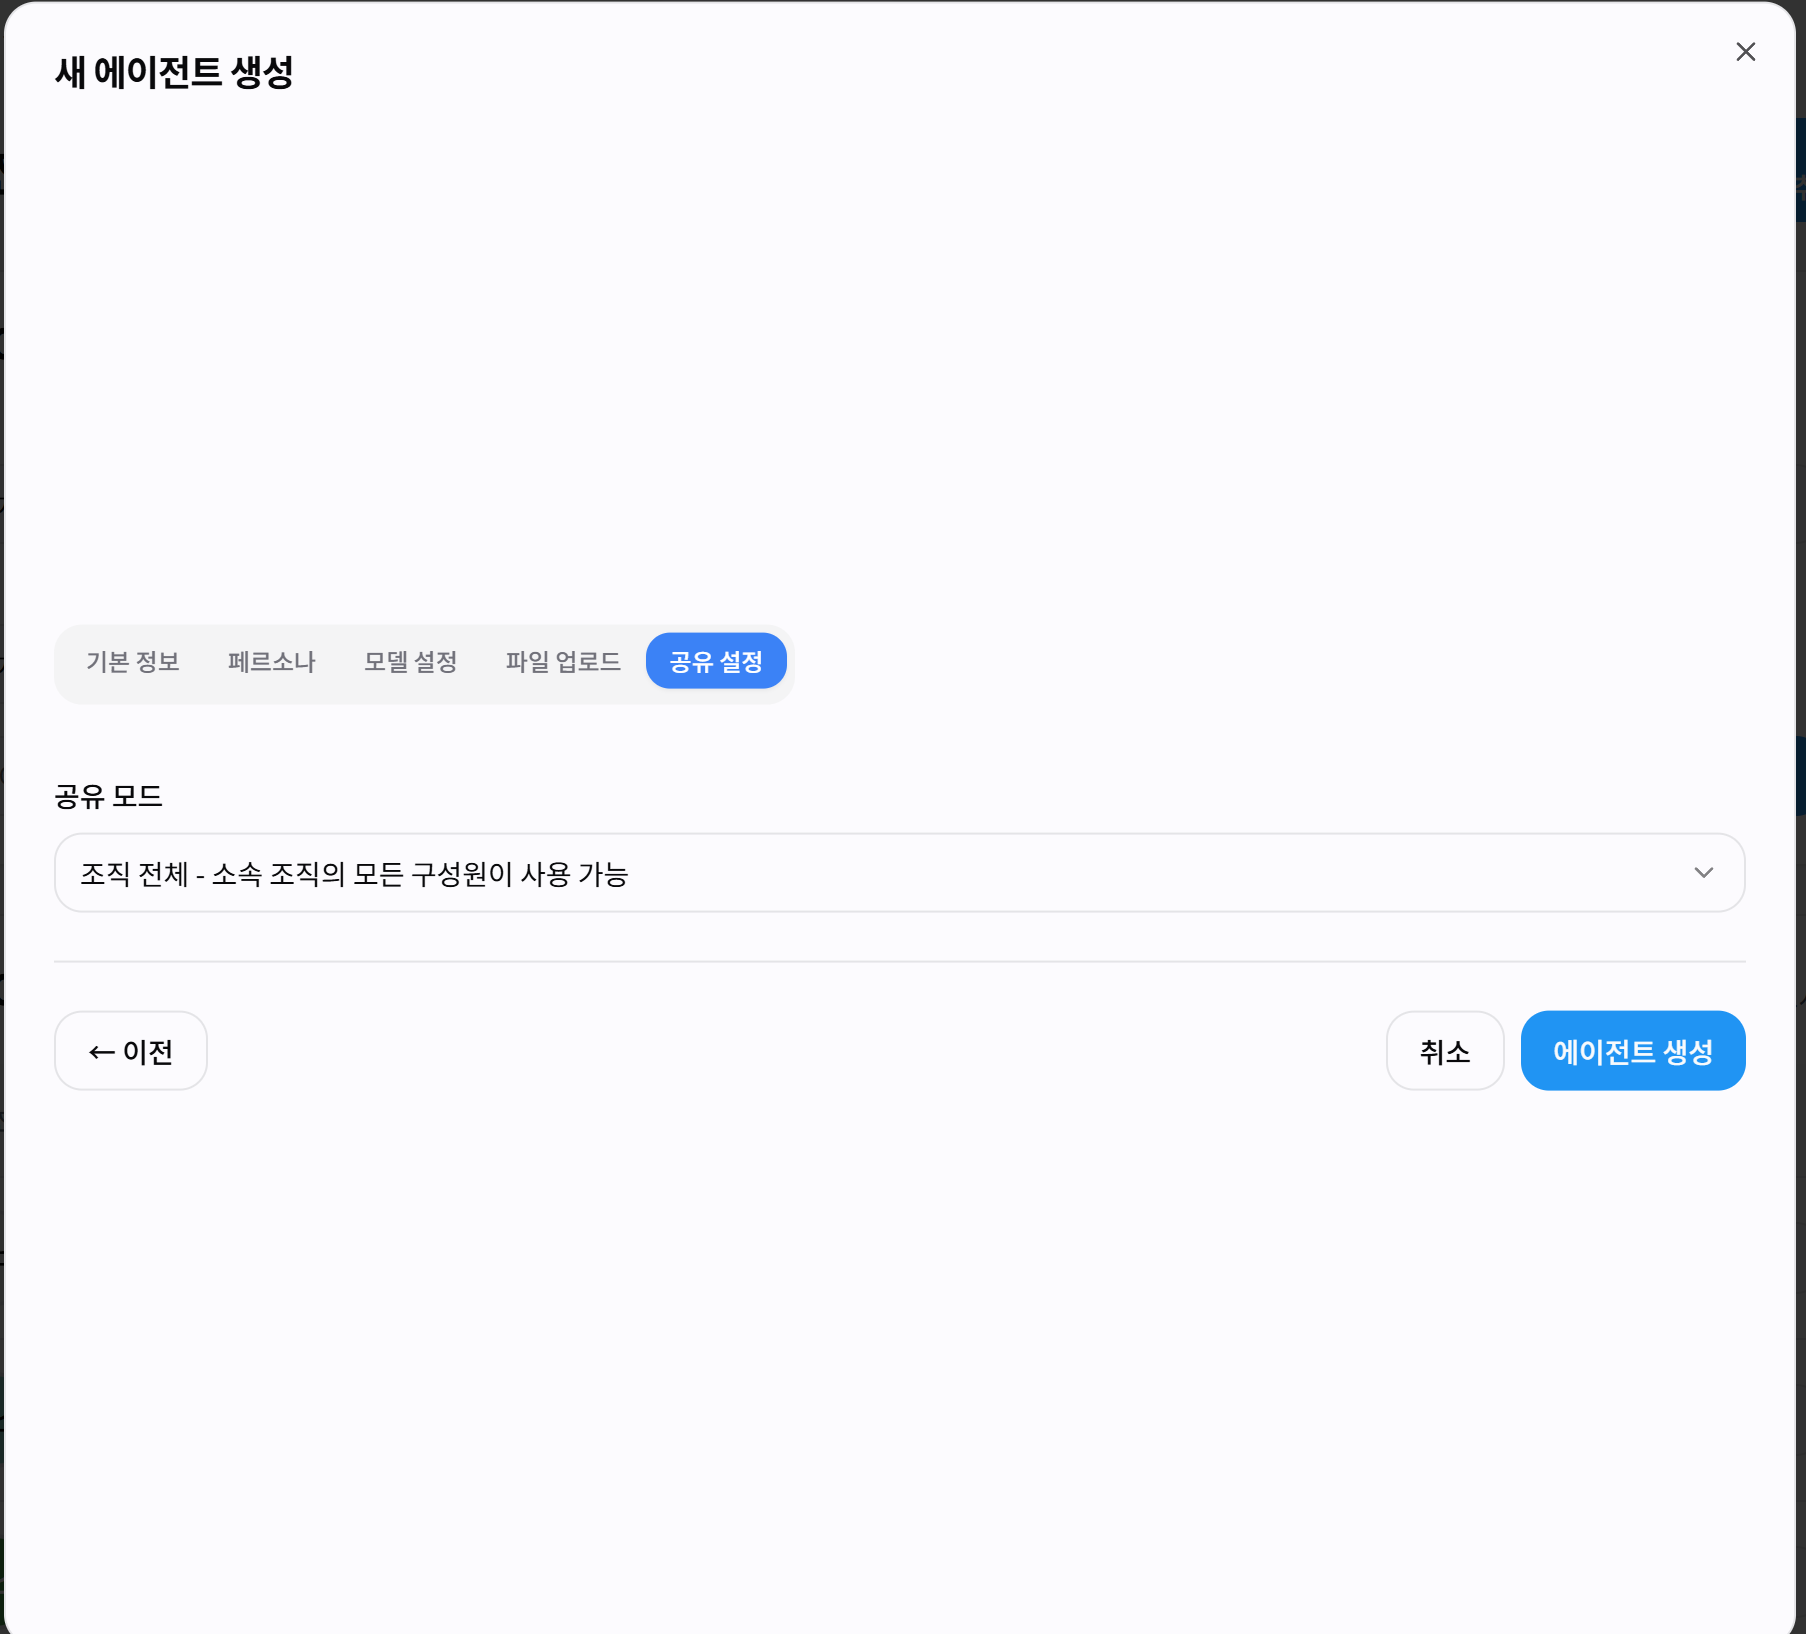 새 에이전트 생성
기본 정보 페르소나 모델 설정 파일 업로드 공유 설정
공유 모드
조직 전체 - 소속 조직의 모든 구성원이 사용 가능
← 이전 취소 에이전트 생성